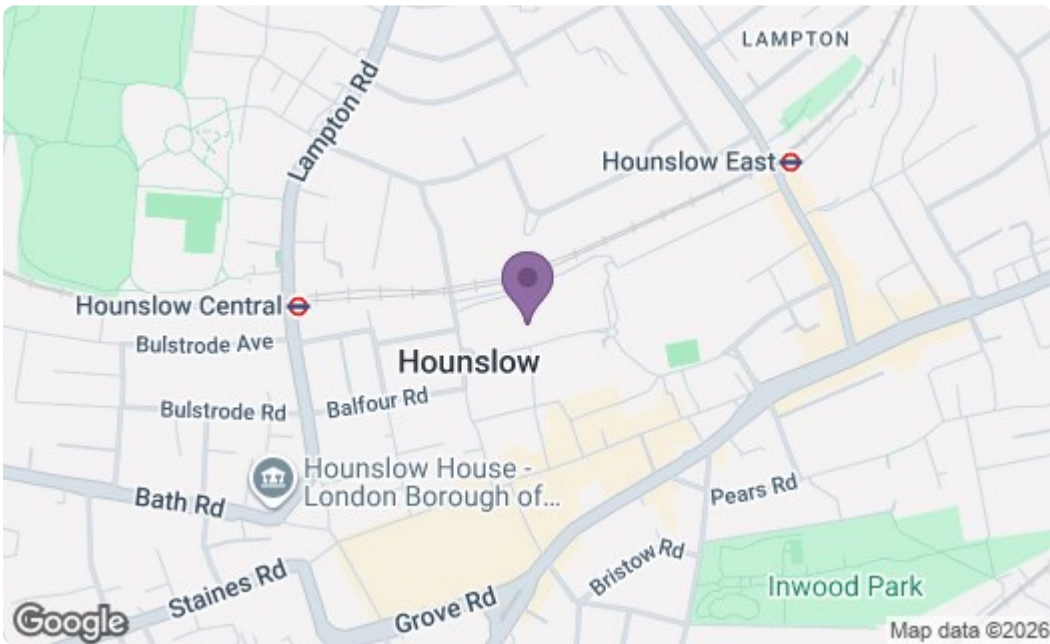 LAMPTON
Lampton Rd
Hounslow East
Hounslow Central
Bulstrode Ave
Hounslow
Balfour Rd
Bulstrode Rd
Hounslow House -
London Borough of...
Bath Rd
Pears Rd
Bristow Rd
Staines Rd
Inwood Park
Grove Rd
Google
Map data ©2026